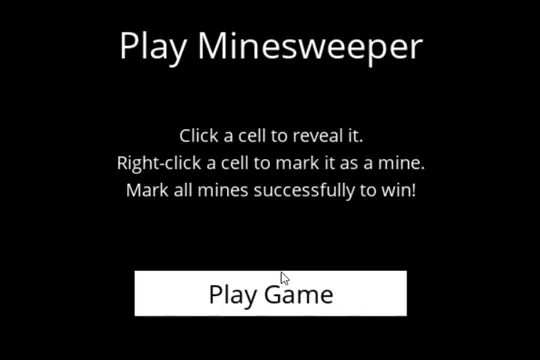 Play Minesweeper
Click a cell to reveal it.
Right-click a cell to mark it as a mine.
Mark all mines successfully to win!
Play Game